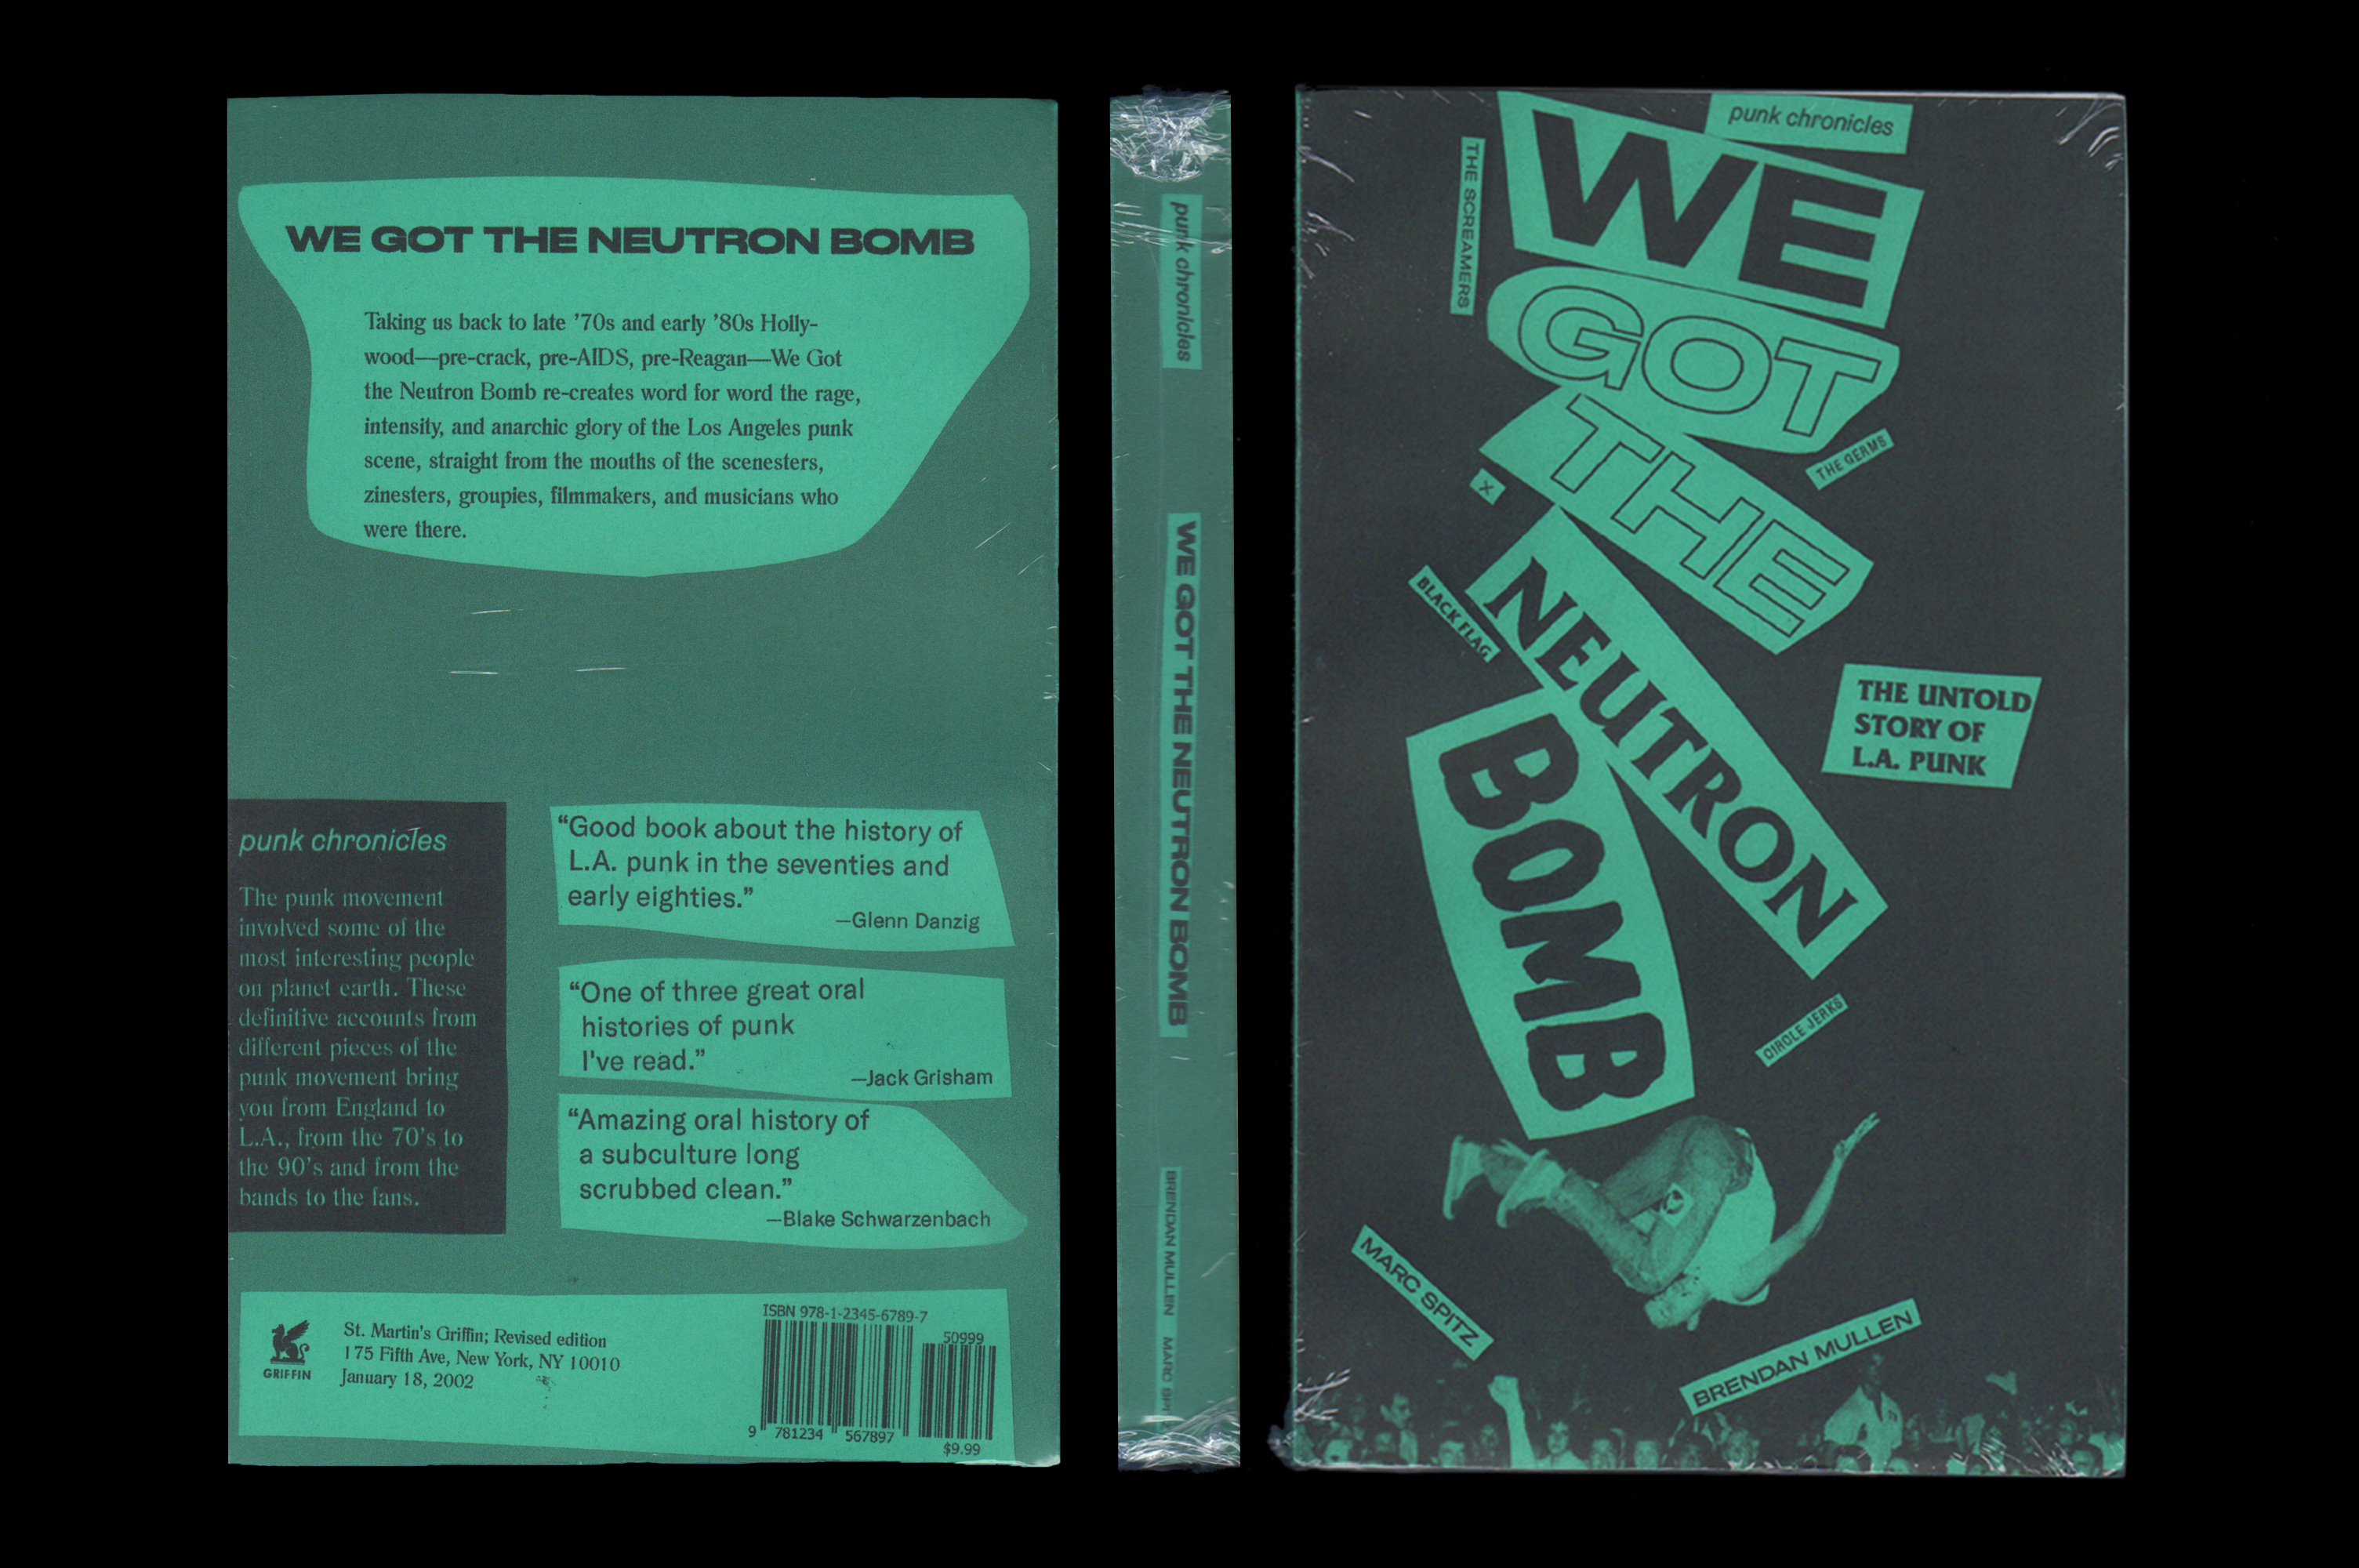 WE GOT THE NEUTRON BOMB
Taking us back to late ’70s and early ’80s Holly-
wood—pre-crack, pre-AIDS, pre-Reagan—We Got
the Neutron Bomb re-creates word for word the rage,
intensity, and anarchic glory of the Los Angeles punk
scene, straight from the mouths of the scenesters,
zinesters, groupies, filmmakers, and musicians who
were there.
punk chronicles
The punk movement
involved some of the
most interesting people
on planet earth. These
definitive accounts from
different pieces of the
punk movement bring
you from England to
L.A., from the 70’s to
the 90’s and from the
bands to the fans.
“Good book about the history of
L.A. punk in the seventies and
early eighties.”
—Glenn Danzig
“One of three great oral
histories of punk
I've read.”
—Jack Grisham
“Amazing oral history of
a subculture long
scrubbed clean.”
—Blake Schwarzenbach
GRIFFIN
St. Martin's Griffin; Revised edition
175 Fifth Ave, New York, NY 10010
January 18, 2002
ISBN 978-1-2345-6789-7
50999
9 781234 567897
$9.99
punk chronicles
WE GOT THE NEUTRON BOMB
BRENDAN MULLEN MARC
punk chronicles
THE SCREAMERS
WE
GOT
THE GERMS
THE
X
BLACK FLAG
NEUTRON
THE UNTOLD
STORY OF
L.A. PUNK
BOMB
CIRCLE JERKS
MARC SPITZ
BRENDAN MULLEN